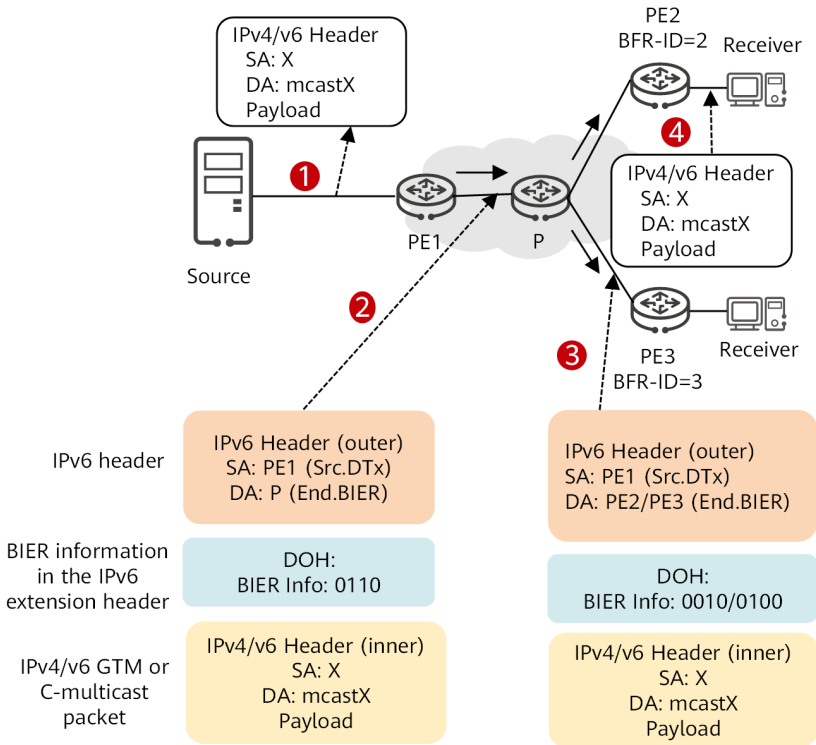 IPv4/v6 Header
SA: X
DA: mcastX
Payload
PE2
BFR-ID=2
Receiver
1
4
IPv4/v6 Header
SA: X
DA: mcastX
Payload
PE1
P
Source
2
3
PE3
BFR-ID=3
Receiver
IPv6 header
IPv6 Header (outer)
SA: PE1 (Src.DTx)
DA: P (End.BIER)
IPv6 Header (outer)
SA: PE1 (Src.DTx)
DA: PE2/PE3 (End.BIER)
BIER information
in the IPv6
extension header
DOH:
BIER Info: 0110
DOH:
BIER Info: 0010/0100
IPv4/v6 GTM or
C-multicast
packet
IPv4/v6 Header (inner)
SA: X
DA: mcastX
Payload
IPv4/v6 Header (inner)
SA: X
DA: mcastX
Payload